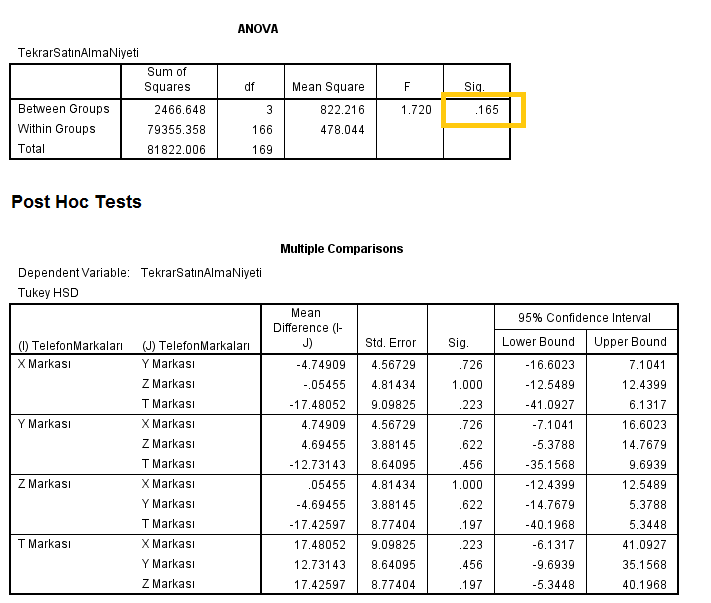 ANOVA
TekrarSatınAlmaNiyeti
Sum of Squares df Mean Square F Sig.
Between Groups 2466.648 3 822.216 1.720 .165
Within Groups 79355.358 166 478.044
Total 81822.006 169
Post Hoc Tests
Multiple Comparisons
Dependent Variable: TekrarSatınAlmaNiyeti
Tukey HSD
(I) TelefonMarkaları (J) TelefonMarkaları Mean Difference (I-J) Std. Error Sig. 95% Confidence Interval
Lower Bound Upper Bound
X Markası Y Markası -4.74909 4.56729 .726 -16.6023 7.1041
Z Markası -.05455 4.81434 1.000 -12.5489 12.4399
T Markası -17.48052 9.09825 .223 -41.0927 6.1317
Y Markası X Markası 4.74909 4.56729 .726 -7.1041 16.6023
Z Markası 4.69455 3.88145 .622 -5.3788 14.7679
T Markası -12.73143 8.64095 .456 -35.1568 9.6939
Z Markası X Markası .05455 4.81434 1.000 -12.4399 12.5489
Y Markası -4.69455 3.88145 .622 -14.7679 5.3788
T Markası -17.42597 8.77404 .197 -40.1968 5.3448
T Markası X Markası 17.48052 9.09825 .223 -6.1317 41.0927
Y Markası 12.73143 8.64095 .456 -9.6939 35.1568
Z Markası 17.42597 8.77404 .197 -5.3448 40.1968